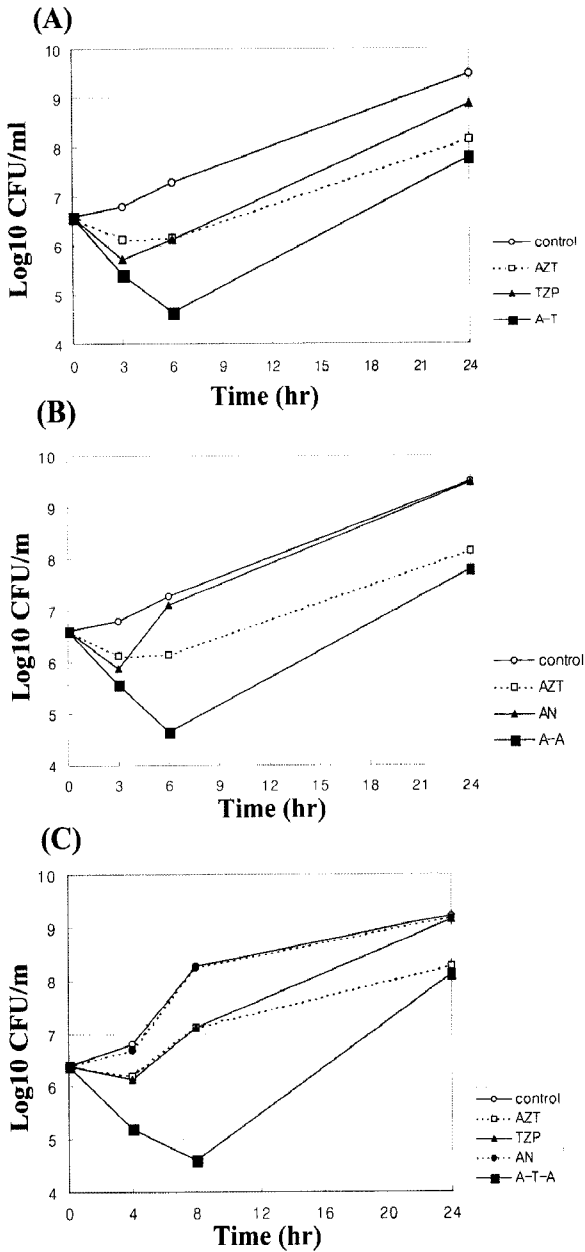 (A)
10
9
8
7
6
5
4
Log10 CFU/ml
0 3 6 9 12 15 18 21 24
Time (hr)
control
AZT
TZP
A-T
(B)
10
9
8
7
6
5
4
Log10 CFU/m
0 3 6 9 12 15 18 21 24
Time (hr)
control
AZT
AN
A-A
(C)
10
9
8
7
6
5
4
Log10 CFU/m
0 4 8 12 16 20 24
Time (hr)
control
AZT
TZP
AN
A-T-A